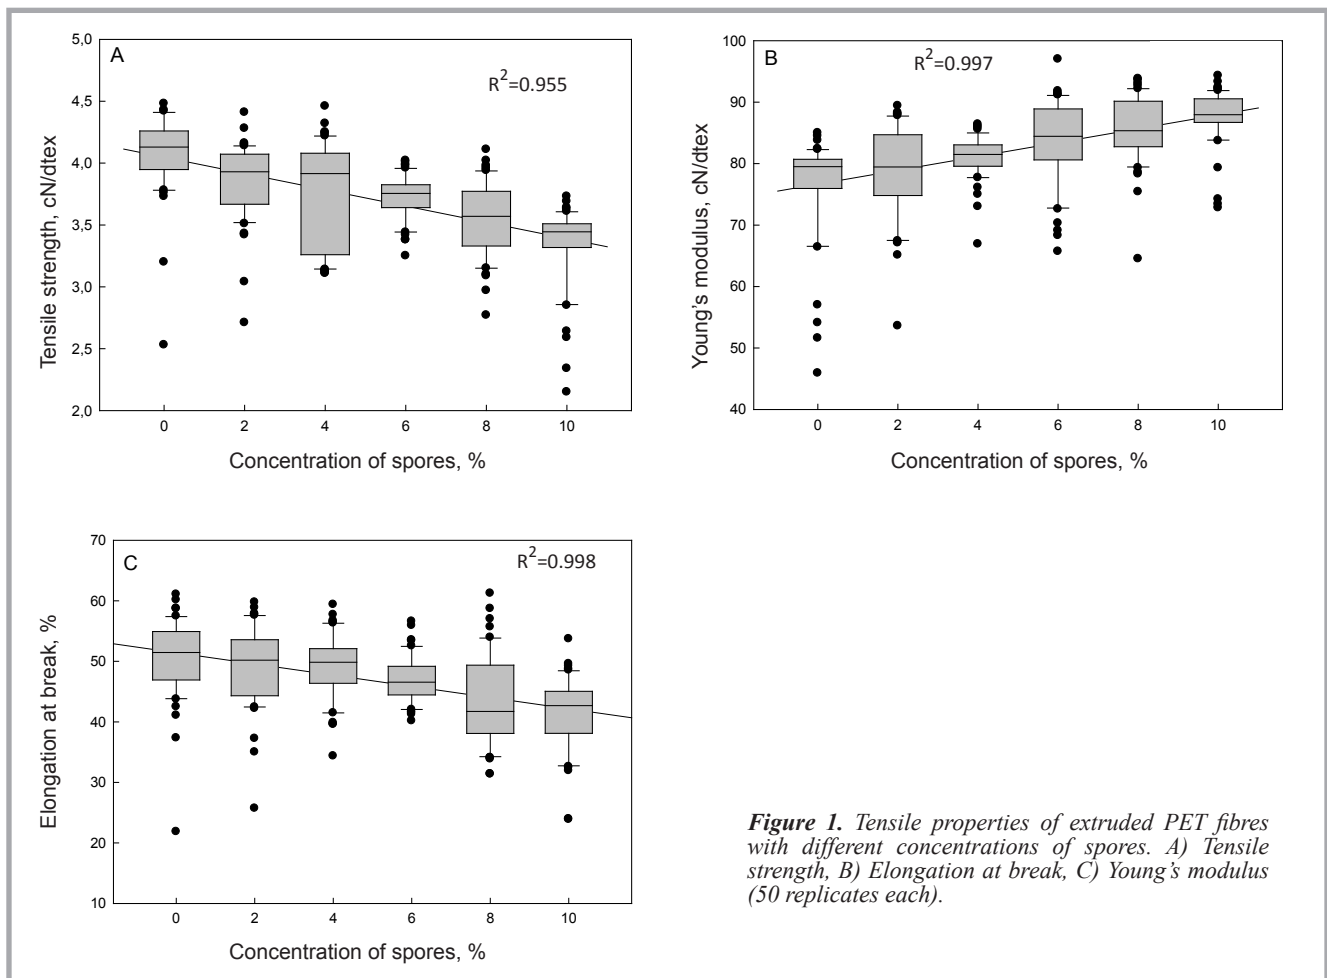 A
R2=0.955
5,0
4,5
4,0
3,5
3,0
2,5
2,0
Tensile strength, cN/dtex
0 2 4 6 8 10
Concentration of spores, %
B
R2=0.997
100
90
80
70
60
50
40
Young's modulus, cN/dtex
0 2 4 6 8 10
Concentration of spores, %
C
R2=0.998
70
60
50
40
30
20
10
Elongation at break, %
0 2 4 6 8 10
Concentration of spores, %
Figure 1. Tensile properties of extruded PET fibres
with different concentrations of spores. A) Tensile
strength, B) Elongation at break, C) Young's modulus
(50 replicates each).